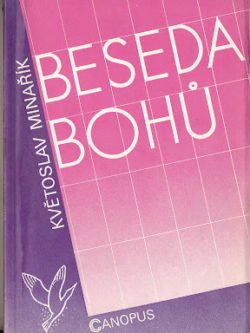 KVĚTOSLAV MINAŘÍK
BESEDA
BOHŮ
CANOPUS